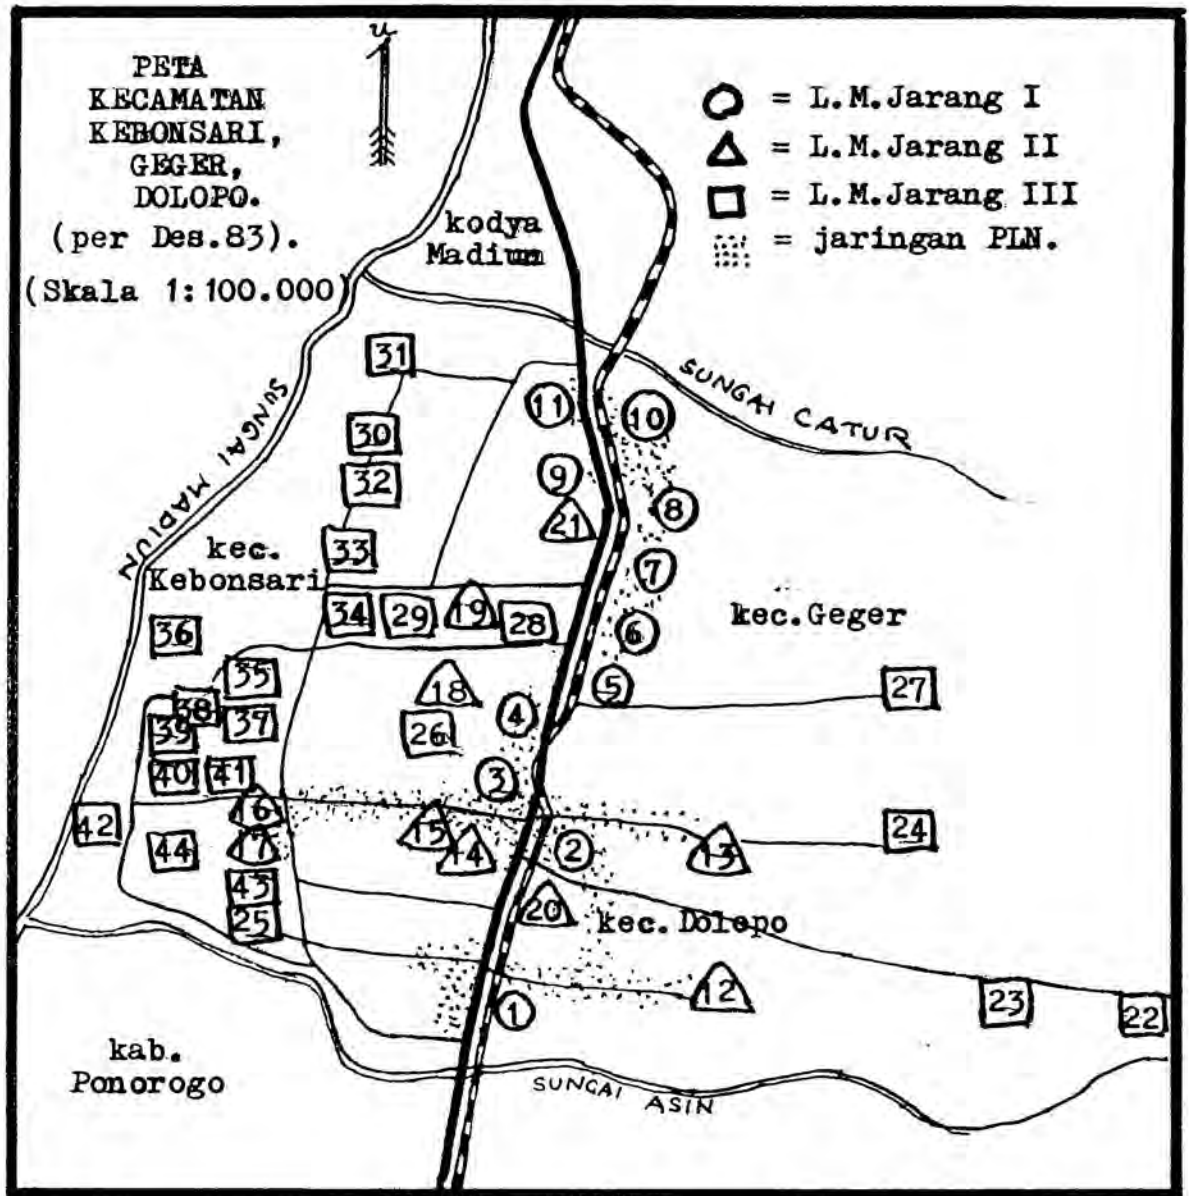 PETA
KECAMATAN
KEBONSARI,
GEGER,
DOLOPO.
(per Des.83).
(Skala 1:100.000)
u
= L.M.Jarang I
= L.M.Jarang II
= L.M.Jarang III
= jaringan PLN.
kodya
Madiun
SUNGAI CATUR
SUNGAI MADIUN
31
11
10
30
9
32
8
21
kec.
Kebonsari
33
7
34
29
19
28
6
kec.Geger
36
35
18
5
27
38
4
39
37
26
40
41
3
16
42
15
13
24
44
17
14
2
43
20
25
kec.Dolopo
12
23
22
1
kab.
Ponorogo
SUNGAI ASIN